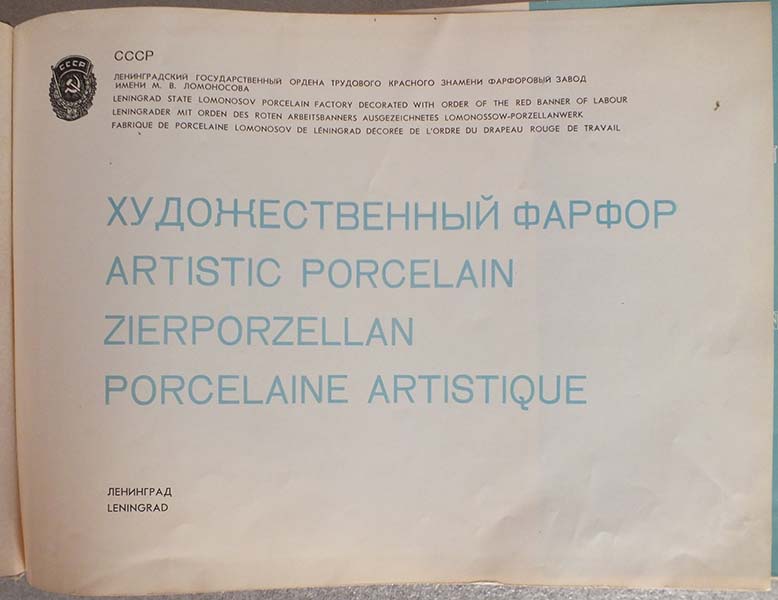 СССР
СССР
ЛЕНИНГРАДСКИЙ ГОСУДАРСТВЕННЫЙ ОРДЕНА ТРУДОВОГО КРАСНОГО ЗНАМЕНИ ФАРФОРОВЫЙ ЗАВОД
ИМЕНИ М. В. ЛОМОНОСОВА
LENINGRAD STATE LOMONOSOV PORCELAIN FACTORY DECORATED WITH ORDER OF THE RED BANNER OF LABOUR
LENINGRADER MIT ORDEN DES ROTEN ARBEITSBANNERS AUSGEZEICHNETES LOMONOSSOW-PORZELLANWERK
FABRIQUE DE PORCELAINE LOMONOSOV DE LÉNINGRAD DÉCORÉE DE L'ORDRE DU DRAPEAU ROUGE DE TRAVAIL
ХУДОЖЕСТВЕННЫЙ ФАРФОР
ARTISTIC PORCELAIN
ZIERPORZELLAN
PORCELAINE ARTISTIQUE
ЛЕНИНГРАД
LENINGRAD